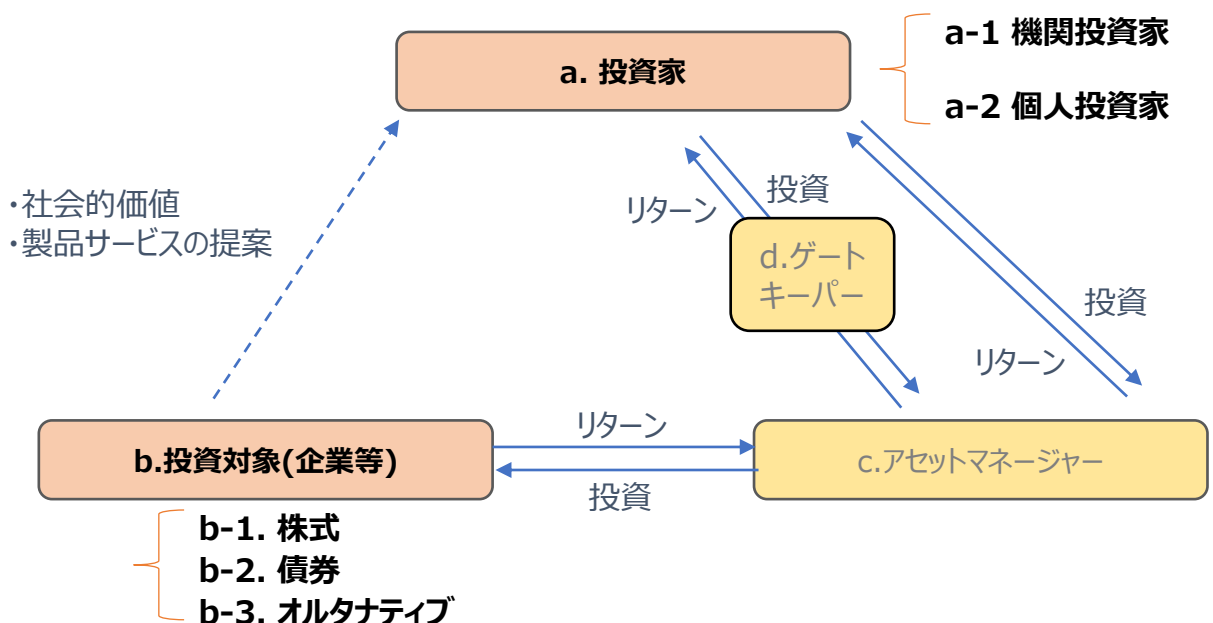 a. 投資家
a-1 機関投資家
a-2 個人投資家
・社会的価値
・製品サービスの提案
リターン
投資
d.ゲート
キーパー
投資
リターン
b.投資対象(企業等)
リターン
投資
c.アセットマネージャー
b-1. 株式
b-2. 債券
b-3. オルタナティブ